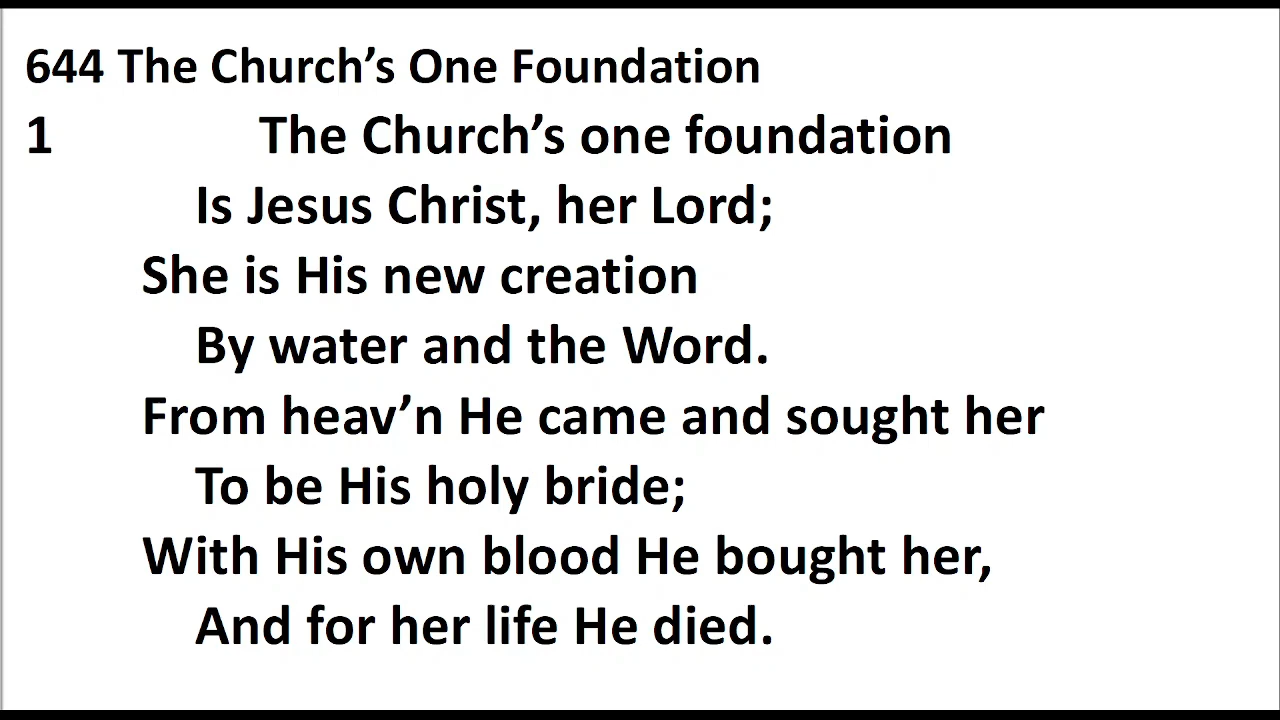 644 The Church’s One Foundation
1 The Church’s one foundation
Is Jesus Christ, her Lord;
She is His new creation
By water and the Word.
From heav’n He came and sought her
To be His holy bride;
With His own blood He bought her,
And for her life He died.